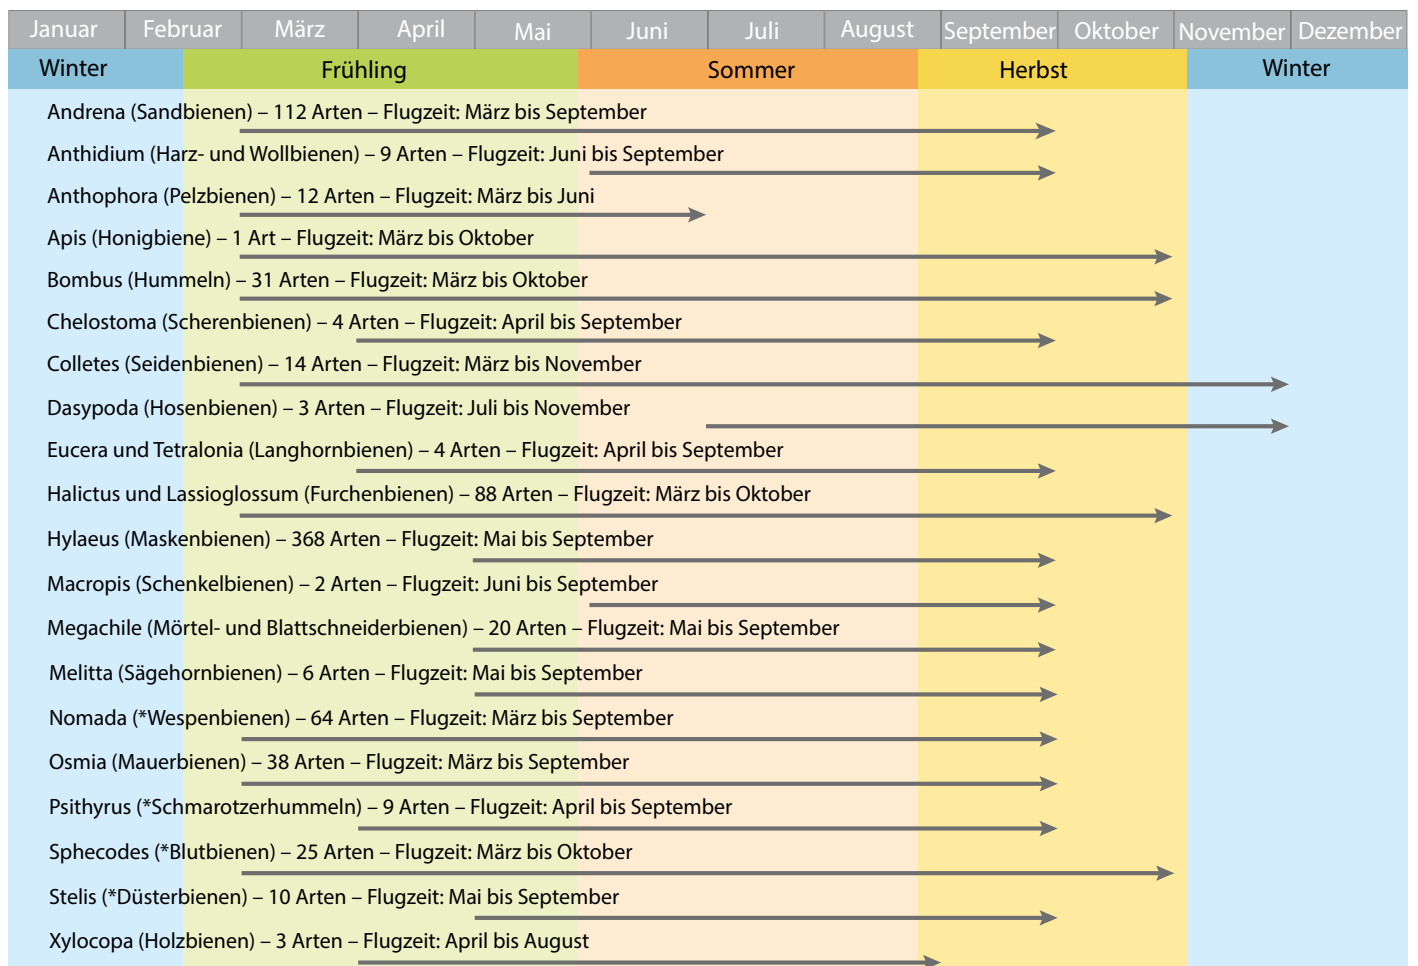 Januar Februar März April Mai Juni Juli August September Oktober November Dezember
Winter Frühling Sommer Herbst Winter
Andrena (Sandbienen) – 112 Arten – Flugzeit: März bis September
Anthidium (Harz- und Wollbienen) – 9 Arten – Flugzeit: Juni bis September
Anthophora (Pelzbienen) – 12 Arten – Flugzeit: März bis Juni
Apis (Honigbiene) – 1 Art – Flugzeit: März bis Oktober
Bombus (Hummeln) – 31 Arten – Flugzeit: März bis Oktober
Chelostoma (Scherenbienen) – 4 Arten – Flugzeit: April bis September
Colletes (Seidenbienen) – 14 Arten – Flugzeit: März bis November
Dasypoda (Hosenbienen) – 3 Arten – Flugzeit: Juli bis November
Eucera und Tetralonia (Langhornbienen) – 4 Arten – Flugzeit: April bis September
Halictus und Lassioglossum (Furchenbienen) – 88 Arten – Flugzeit: März bis Oktober
Hylaeus (Maskenbienen) – 368 Arten – Flugzeit: Mai bis September
Macropis (Schenkelbienen) – 2 Arten – Flugzeit: Juni bis September
Megachile (Mörtel- und Blattschneiderbienen) – 20 Arten – Flugzeit: Mai bis September
Melitta (Sägehornbienen) – 6 Arten – Flugzeit: Mai bis September
Nomada (*Wespenbienen) – 64 Arten – Flugzeit: März bis September
Osmia (Mauerbienen) – 38 Arten – Flugzeit: März bis September
Psithyrus (*Schmarotzerhummeln) – 9 Arten – Flugzeit: April bis September
Sphecodes (*Blutbienen) – 25 Arten – Flugzeit: März bis Oktober
Stelis (*Düsterbienen) – 10 Arten – Flugzeit: Mai bis September
Xylocopa (Holzbienen) – 3 Arten – Flugzeit: April bis August